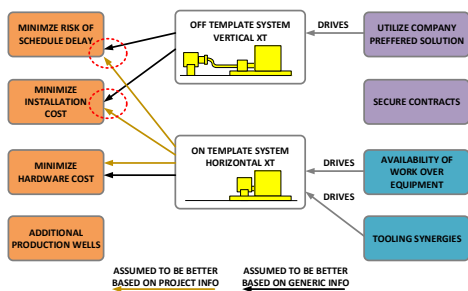 MINIMZE RISK OF
SCHEDULE DELAY
OFF TEMPLATE SYSTEM
VERTICAL XT
DRIVES
UTILIZE COMPANY
PREFFERED SOLUTION
MINIMIZE
INSTALLATION
COST
SECURE CONTRACTS
ON TEMPLATE SYSTEM
HORIZONTAL XT
MINIMIZE
HARDWARE COST
DRIVES
AVAILABILITY OF
WORK OVER
EQUIPMENT
DRIVES
ADDITIONAL
PRODUCTION WELLS
TOOLING SYNERGIES
ASSUMED TO BE BETTER
BASED ON PROJECT INFO
ASSUMED TO BE BETTER
BASED ON GENERIC INFO